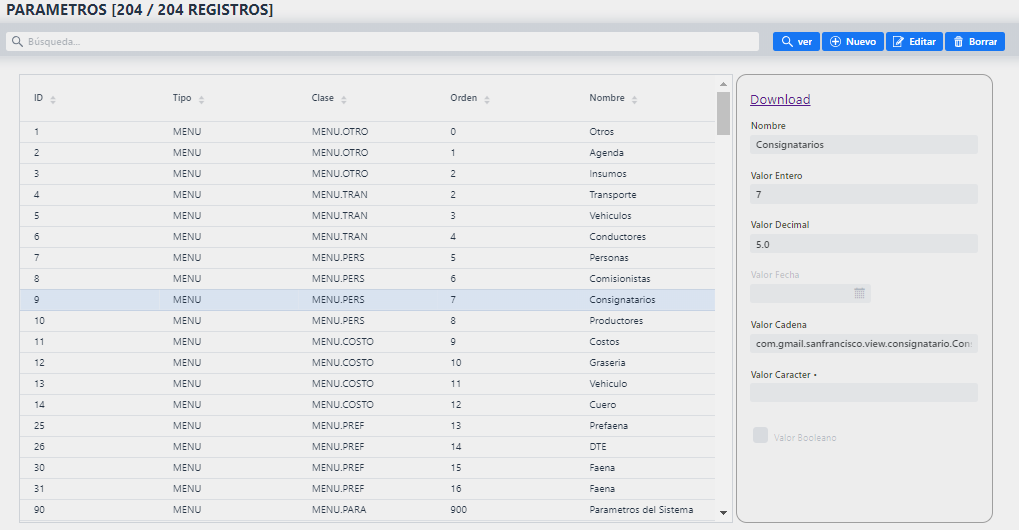 PARAMETROS [204 / 204 REGISTROS]
Búsqueda...
ver Nuevo Editar Borrar
ID Tipo Clase Orden Nombre
1 MENU MENU.OTRO 0 Otros
2 MENU MENU.OTRO 1 Agenda
3 MENU MENU.OTRO 2 Insumos
4 MENU MENU.TRAN 2 Transporte
5 MENU MENU.TRAN 3 Vehiculos
6 MENU MENU.TRAN 4 Conductores
7 MENU MENU.PERS 5 Personas
8 MENU MENU.PERS 6 Comisionistas
9 MENU MENU.PERS 7 Consignatarios
10 MENU MENU.PERS 8 Productores
11 MENU MENU.COSTO 9 Costos
12 MENU MENU.COSTO 10 Graseria
13 MENU MENU.COSTO 11 Vehiculo
14 MENU MENU.COSTO 12 Cuero
25 MENU MENU.PREF 13 Prefaena
26 MENU MENU.PREF 14 DTE
30 MENU MENU.PREF 15 Faena
31 MENU MENU.PREF 16 Faena
90 MENU MENU.PARA 900 Parametros del Sistema
Download
Nombre
Consignatarios
Valor Entero
7
Valor Decimal
5.0
Valor Fecha
Valor Cadena
com.gmail.sanfrancisco.view.consignatario.Con
Valor Caracter •
Valor Booleano